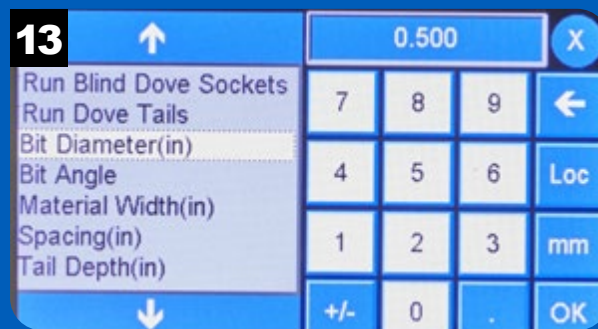 13
0.500
X
Run Blind Dove Sockets
Run Dove Tails
Bit Diameter(in)
Bit Angle
Material Width(in)
Spacing(in)
Tail Depth(in)
7 8 9
4 5 6 Loc
1 2 3 mm
+/- 0 . OK